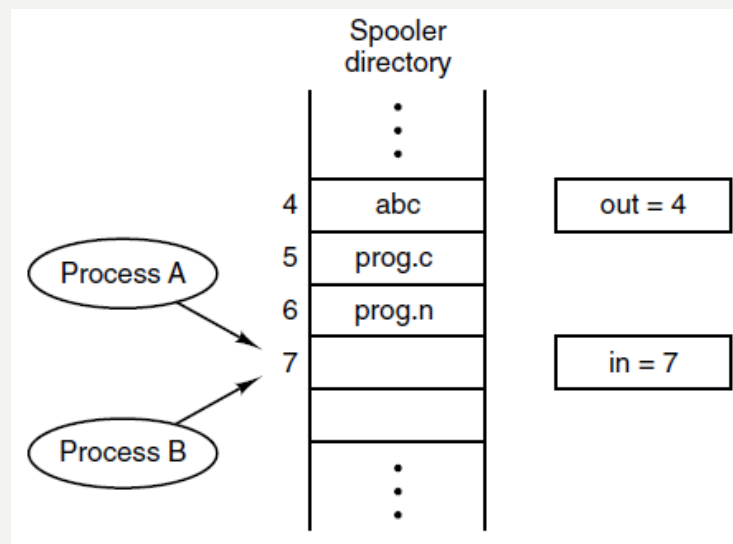 Spooler
directory
4 abc out = 4
Process A
5 prog.c
6 prog.n
7 in = 7
Process B